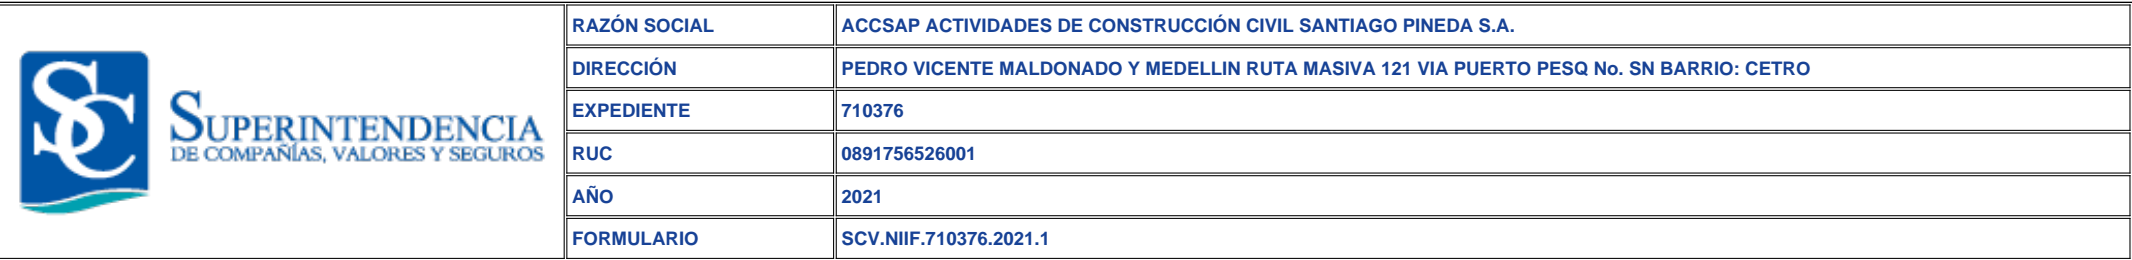 SC
SUPERINTENDENCIA
DE COMPAÑÍAS, VALORES Y SEGUROS
RAZÓN SOCIAL ACCSAP ACTIVIDADES DE CONSTRUCCIÓN CIVIL SANTIAGO PINEDA S.A.
DIRECCIÓN PEDRO VICENTE MALDONADO Y MEDELLIN RUTA MASIVA 121 VIA PUERTO PESQ No. SN BARRIO: CETRO
EXPEDIENTE 710376
RUC 0891756526001
AÑO 2021
FORMULARIO SCV.NIIF.710376.2021.1